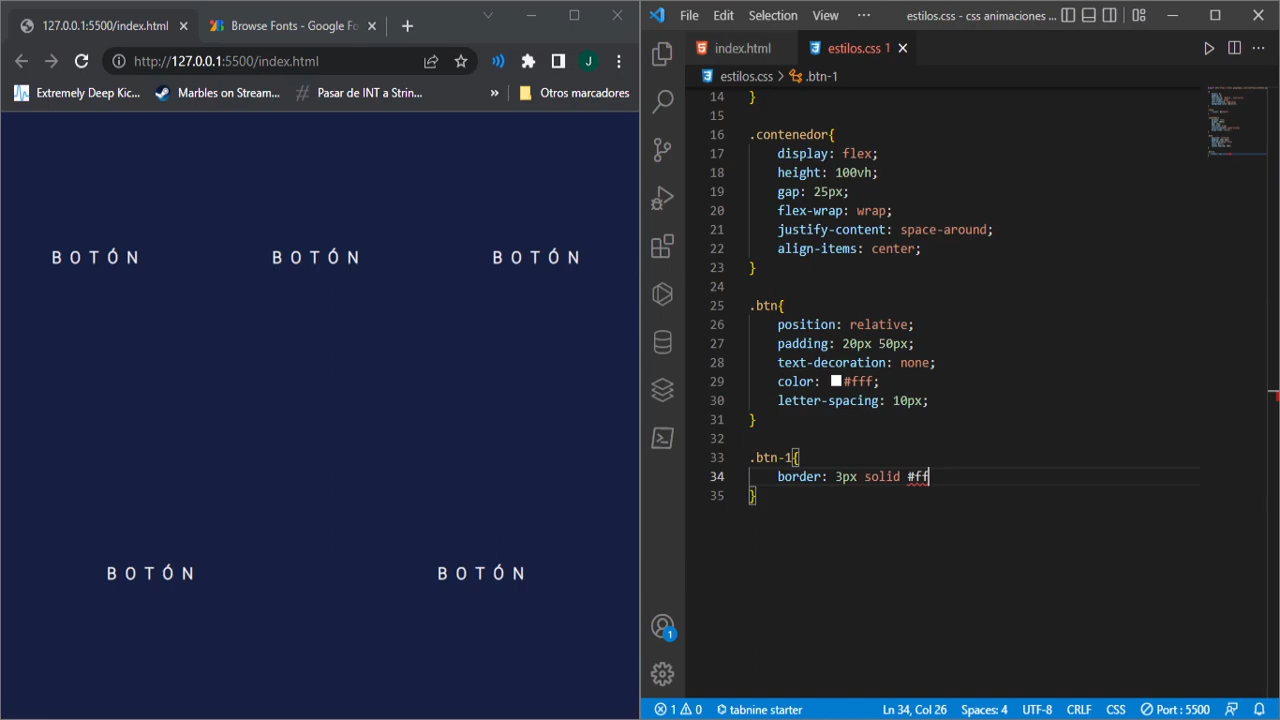 127.0.0.1:5500/index.html
Browse Fonts - Google Fo
http://127.0.0.1:5500/index.html
J
Extremely Deep Kic...
Marbles on Stream...
Pasar de INT a Strin...
»
Otros marcadores
BOTÓN BOTÓN BOTÓN
BOTÓN BOTÓN
File Edit Selection View ···
estilos.css - css animaciones ...
index.html
estilos.css 1
estilos.css > .btn-1
14 }
15
16 .contenedor{
17 display: flex;
18 height: 100vh;
19 gap: 25px;
20 flex-wrap: wrap;
21 justify-content: space-around;
22 align-items: center;
23 }
24
25 .btn{
26 position: relative;
27 padding: 20px 50px;
28 text-decoration: none;
29 color: #fff;
30 letter-spacing: 10px;
31 }
32
33 .btn-1{
34 border: 3px solid #ff
35 }
1
1 0 tabnine starter Ln 34, Col 26 Spaces: 4 UTF-8 CRLF CSS Port : 5500